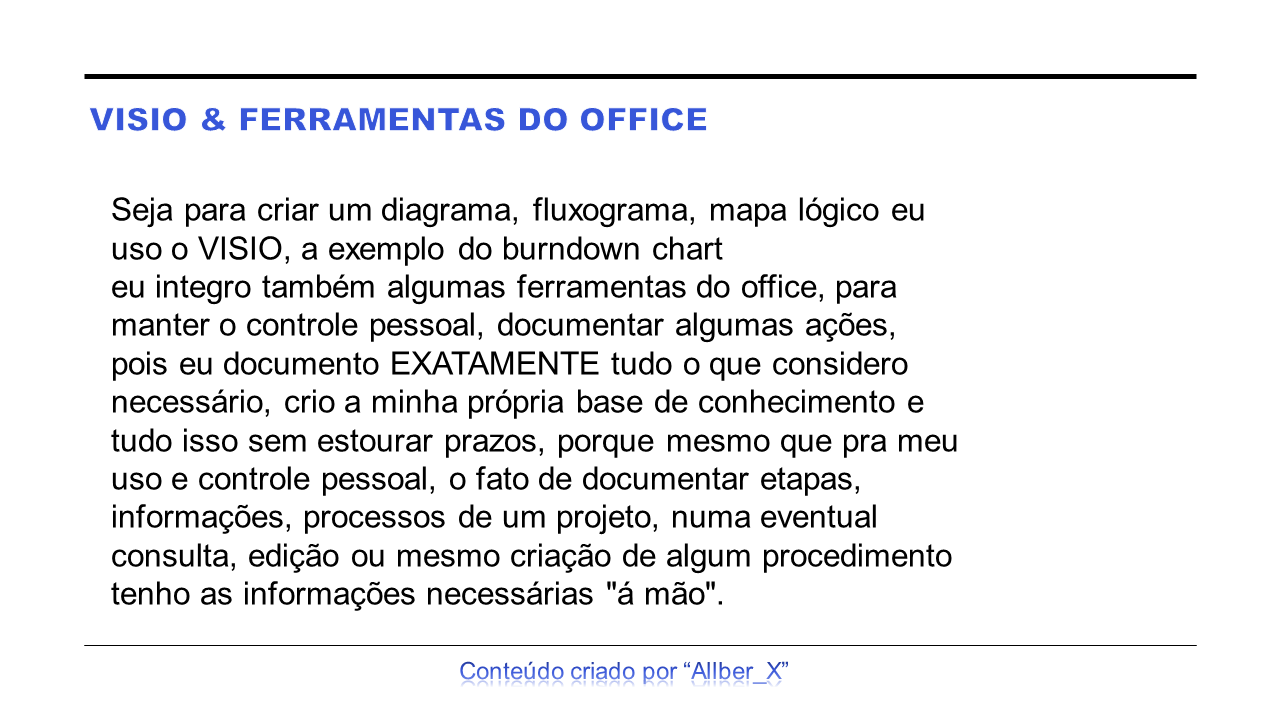 VISIO & FERRAMENTAS DO OFFICE
Seja para criar um diagrama, fluxograma, mapa lógico eu
uso o VISIO, a exemplo do burndown chart
eu integro também algumas ferramentas do office, para
manter o controle pessoal, documentar algumas ações,
pois eu documento EXATAMENTE tudo o que considero
necessário, crio a minha própria base de conhecimento e
tudo isso sem estourar prazos, porque mesmo que pra meu
uso e controle pessoal, o fato de documentar etapas,
informações, processos de um projeto, numa eventual
consulta, edição ou mesmo criação de algum procedimento
tenho as informações necessárias "á mão".
Conteúdo criado por “Allber_X”